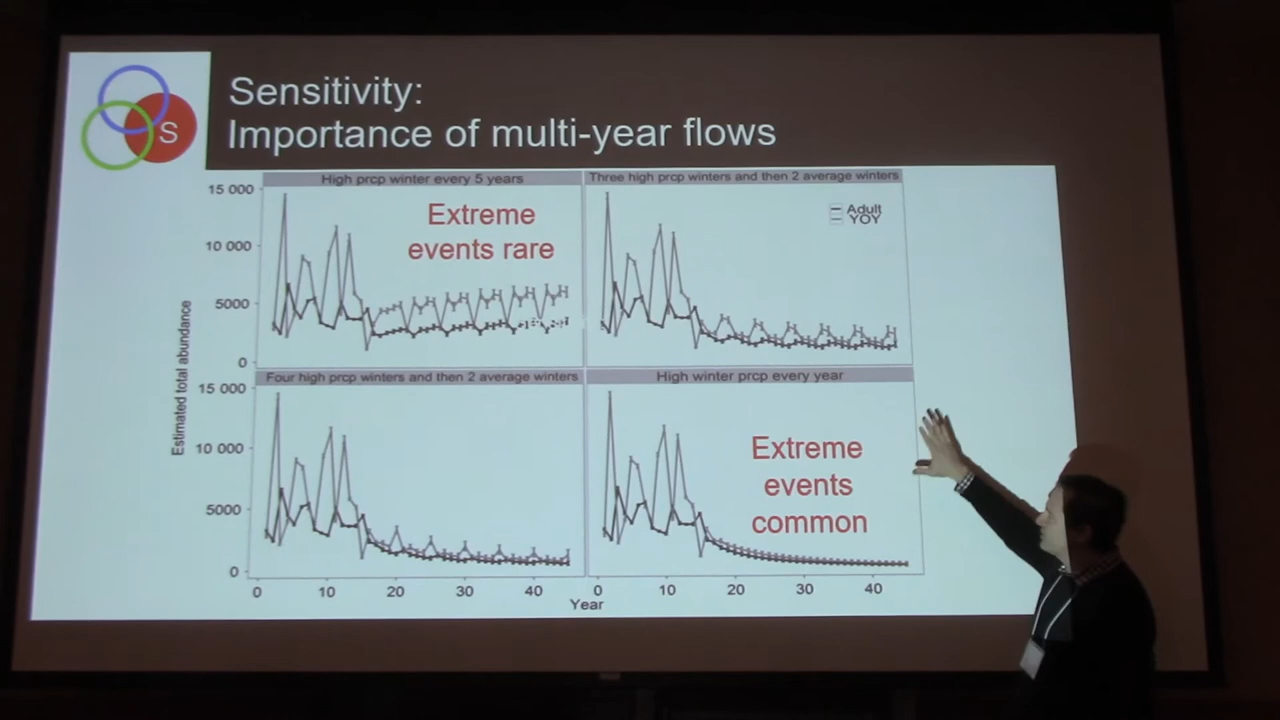 S
Sensitivity:
Importance of multi-year flows
High prcp winter every 5 years
Three high prcp winters and then 2 average winters
15 000
10 000
5000
0
Extreme
events rare
Adult
YOY
Four high prcp winters and then 2 average winters
High winter prcp every year
15 000
10 000
5000
0
Extreme
events
common
Estimated total abundance
0 10 20 30 40
0 10 20 30 40
Year